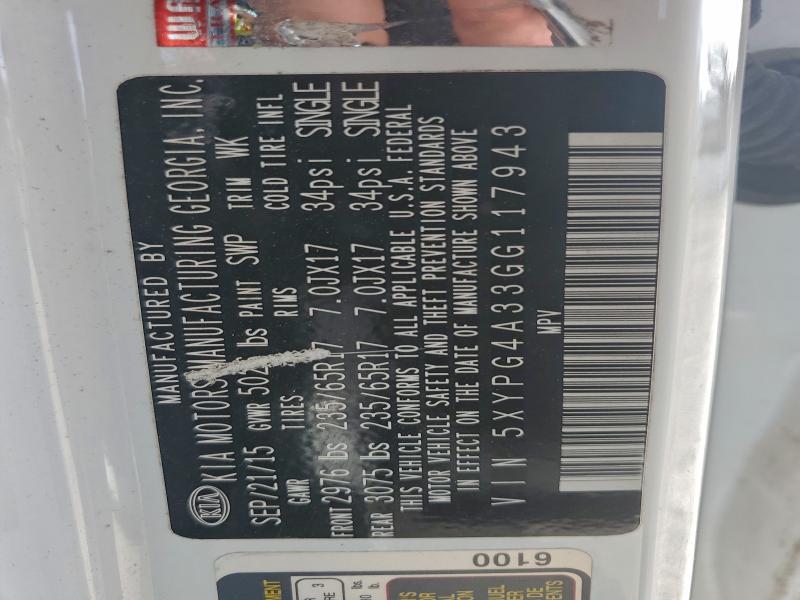 MANUFACTURED BY
KIA KIA MOTORS MANUFACTURING GEORGIA, INC.
SEP/21/15 GVWR lbs PAINT SWP TRIM WK
GAWR TIRES RIMS COLD TIRE INFL
FRONT 2976 lbs 235/65R17 7.0JX17 34psi SINGLE
REAR 3075 lbs 235/65R17 7.0JX17 34psi SINGLE
THIS VEHICLE CONFORMS TO ALL APPLICABLE U.S.A. FEDERAL
MOTOR VEHICLE SAFETY AND THEFT PREVENTION STANDARDS
IN EFFECT ON THE DATE OF MANUFACTURE SHOWN ABOVE
VIN 5XYPG4A33GG117943
MPV
6100